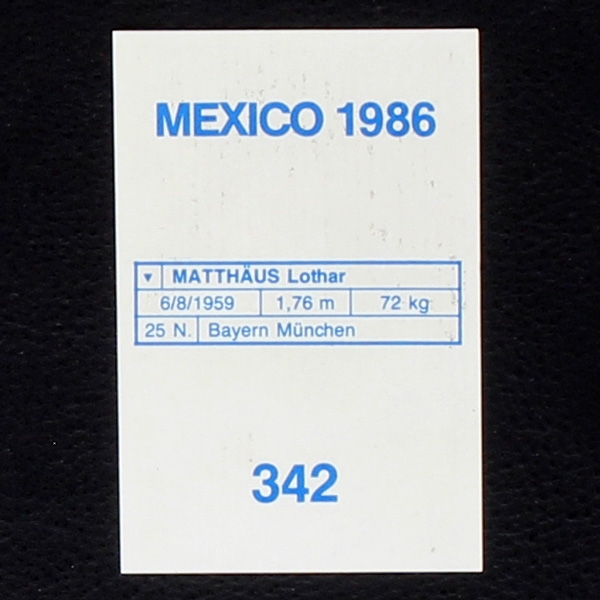 MEXICO 1986
▼ MATTHÄUS Lothar
6/8/1959 1,76 m 72 kg
25 N. Bayern München
342